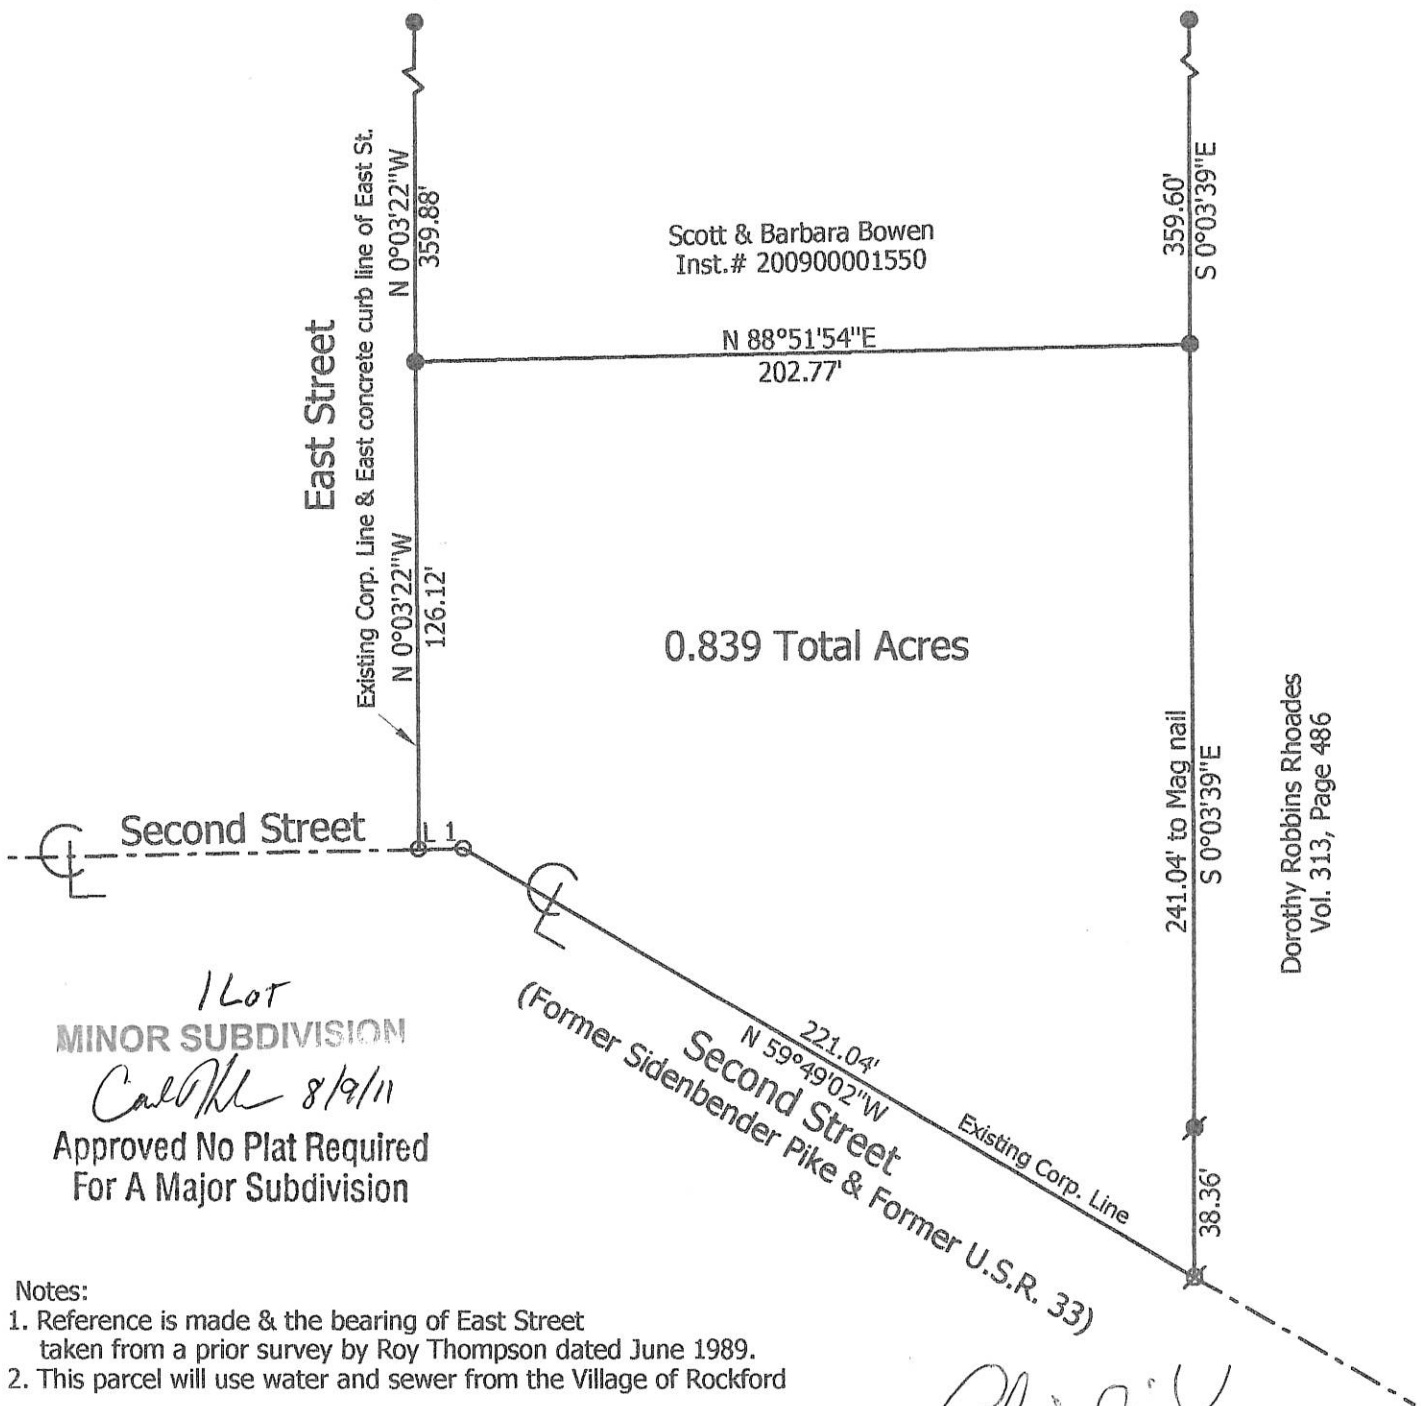 N 0°03'22"W
359.88'
Existing Corp. Line & East concrete curb line of East St.
East Street
Scott & Barbara Bowen
Inst.# 200900001550
359.60'
S 0°03'39"E
N 88°51'54"E
202.77'
N 0°03'22"W
126.12'
0.839 Total Acres
241.04' to Mag nail
S 0°03'39"E
Dorothy Robbins Rhoades
Vol. 313, Page 486
Second Street
L 1
CL
CL
221.04'
N 59°49'02"W
Second Street
(Former Sidenbender Pike & Former U.S.R. 33)
Existing Corp. Line
38.36'
1 LOT
MINOR SUBDIVISION
8/9/11
Approved No Plat Required
For A Major Subdivision
Notes:
1. Reference is made & the bearing of East Street
taken from a prior survey by Roy Thompson dated June 1989.
2. This parcel will use water and sewer from the Village of Rockford